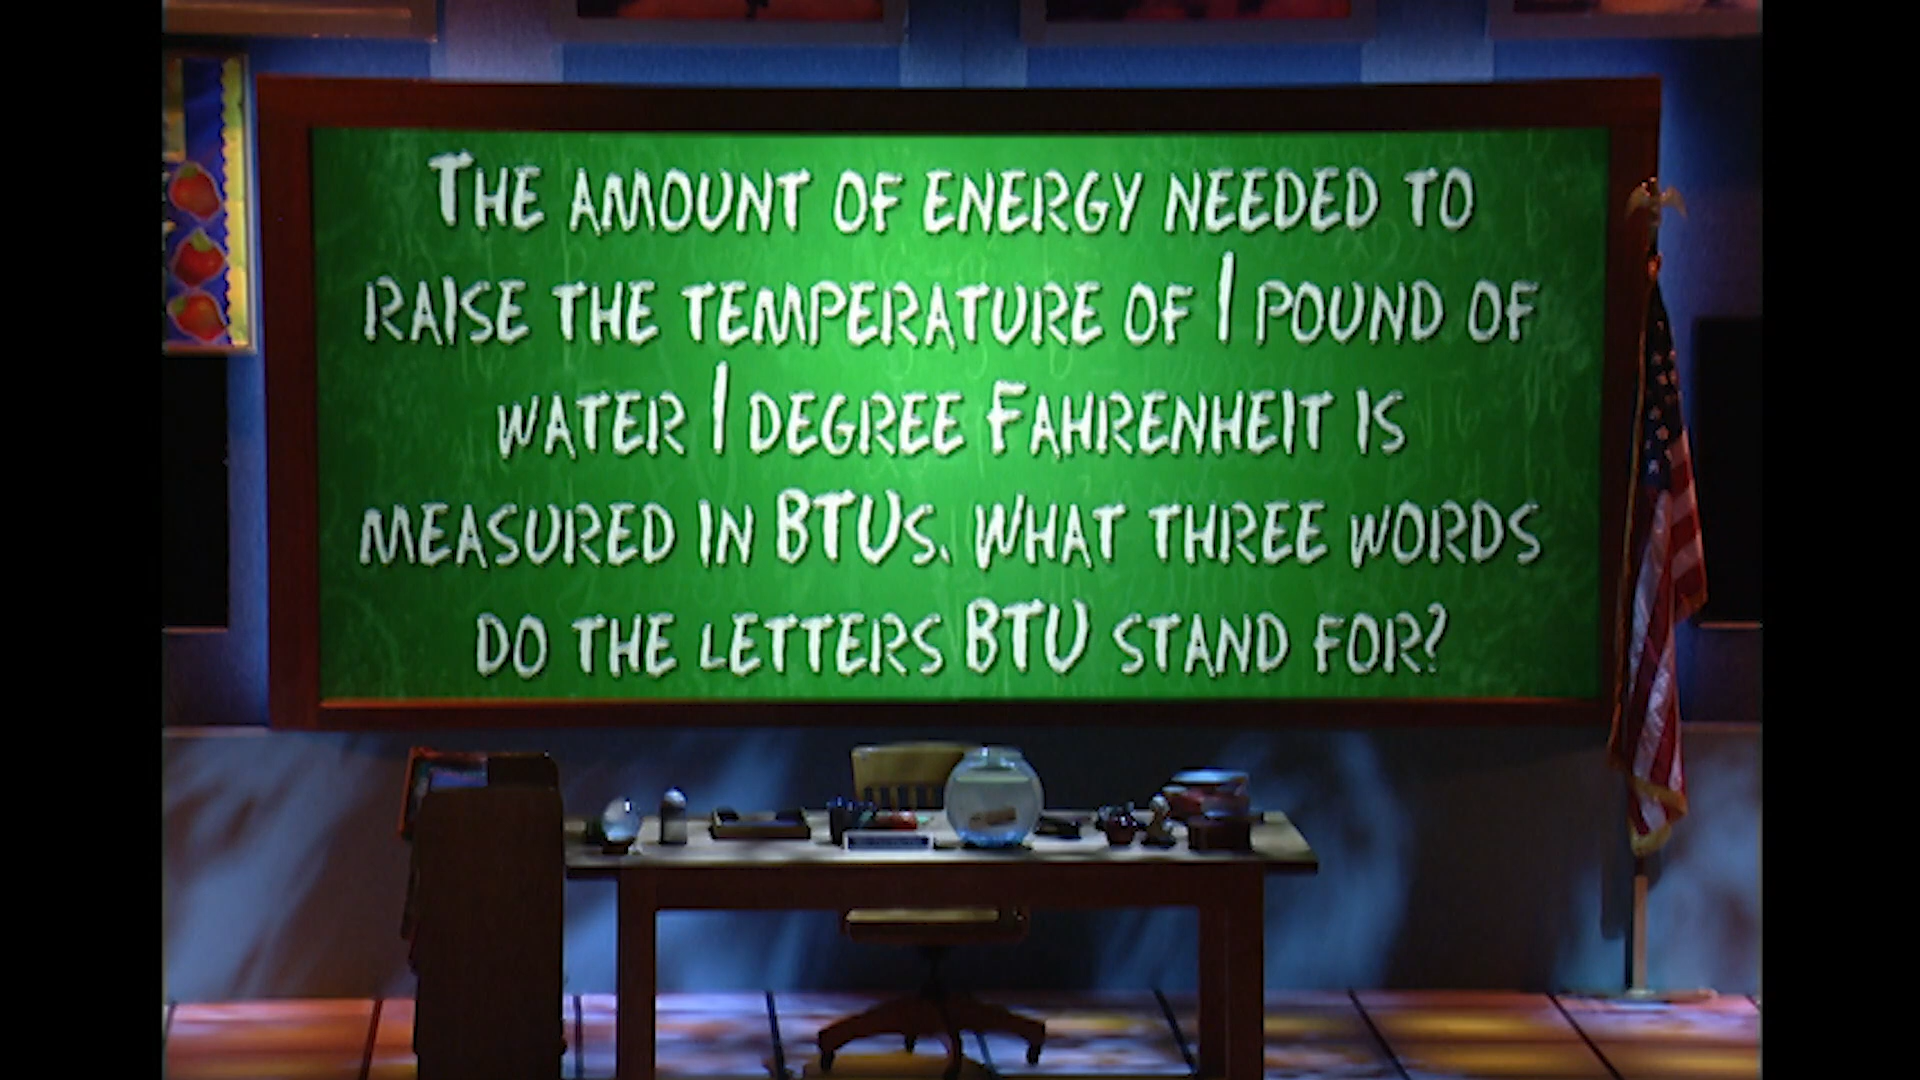 The amount of energy needed to
raise the temperature of 1 pound of
water 1 degree Fahrenheit is
measured in BTUs. What three words
do the letters BTU stand for?